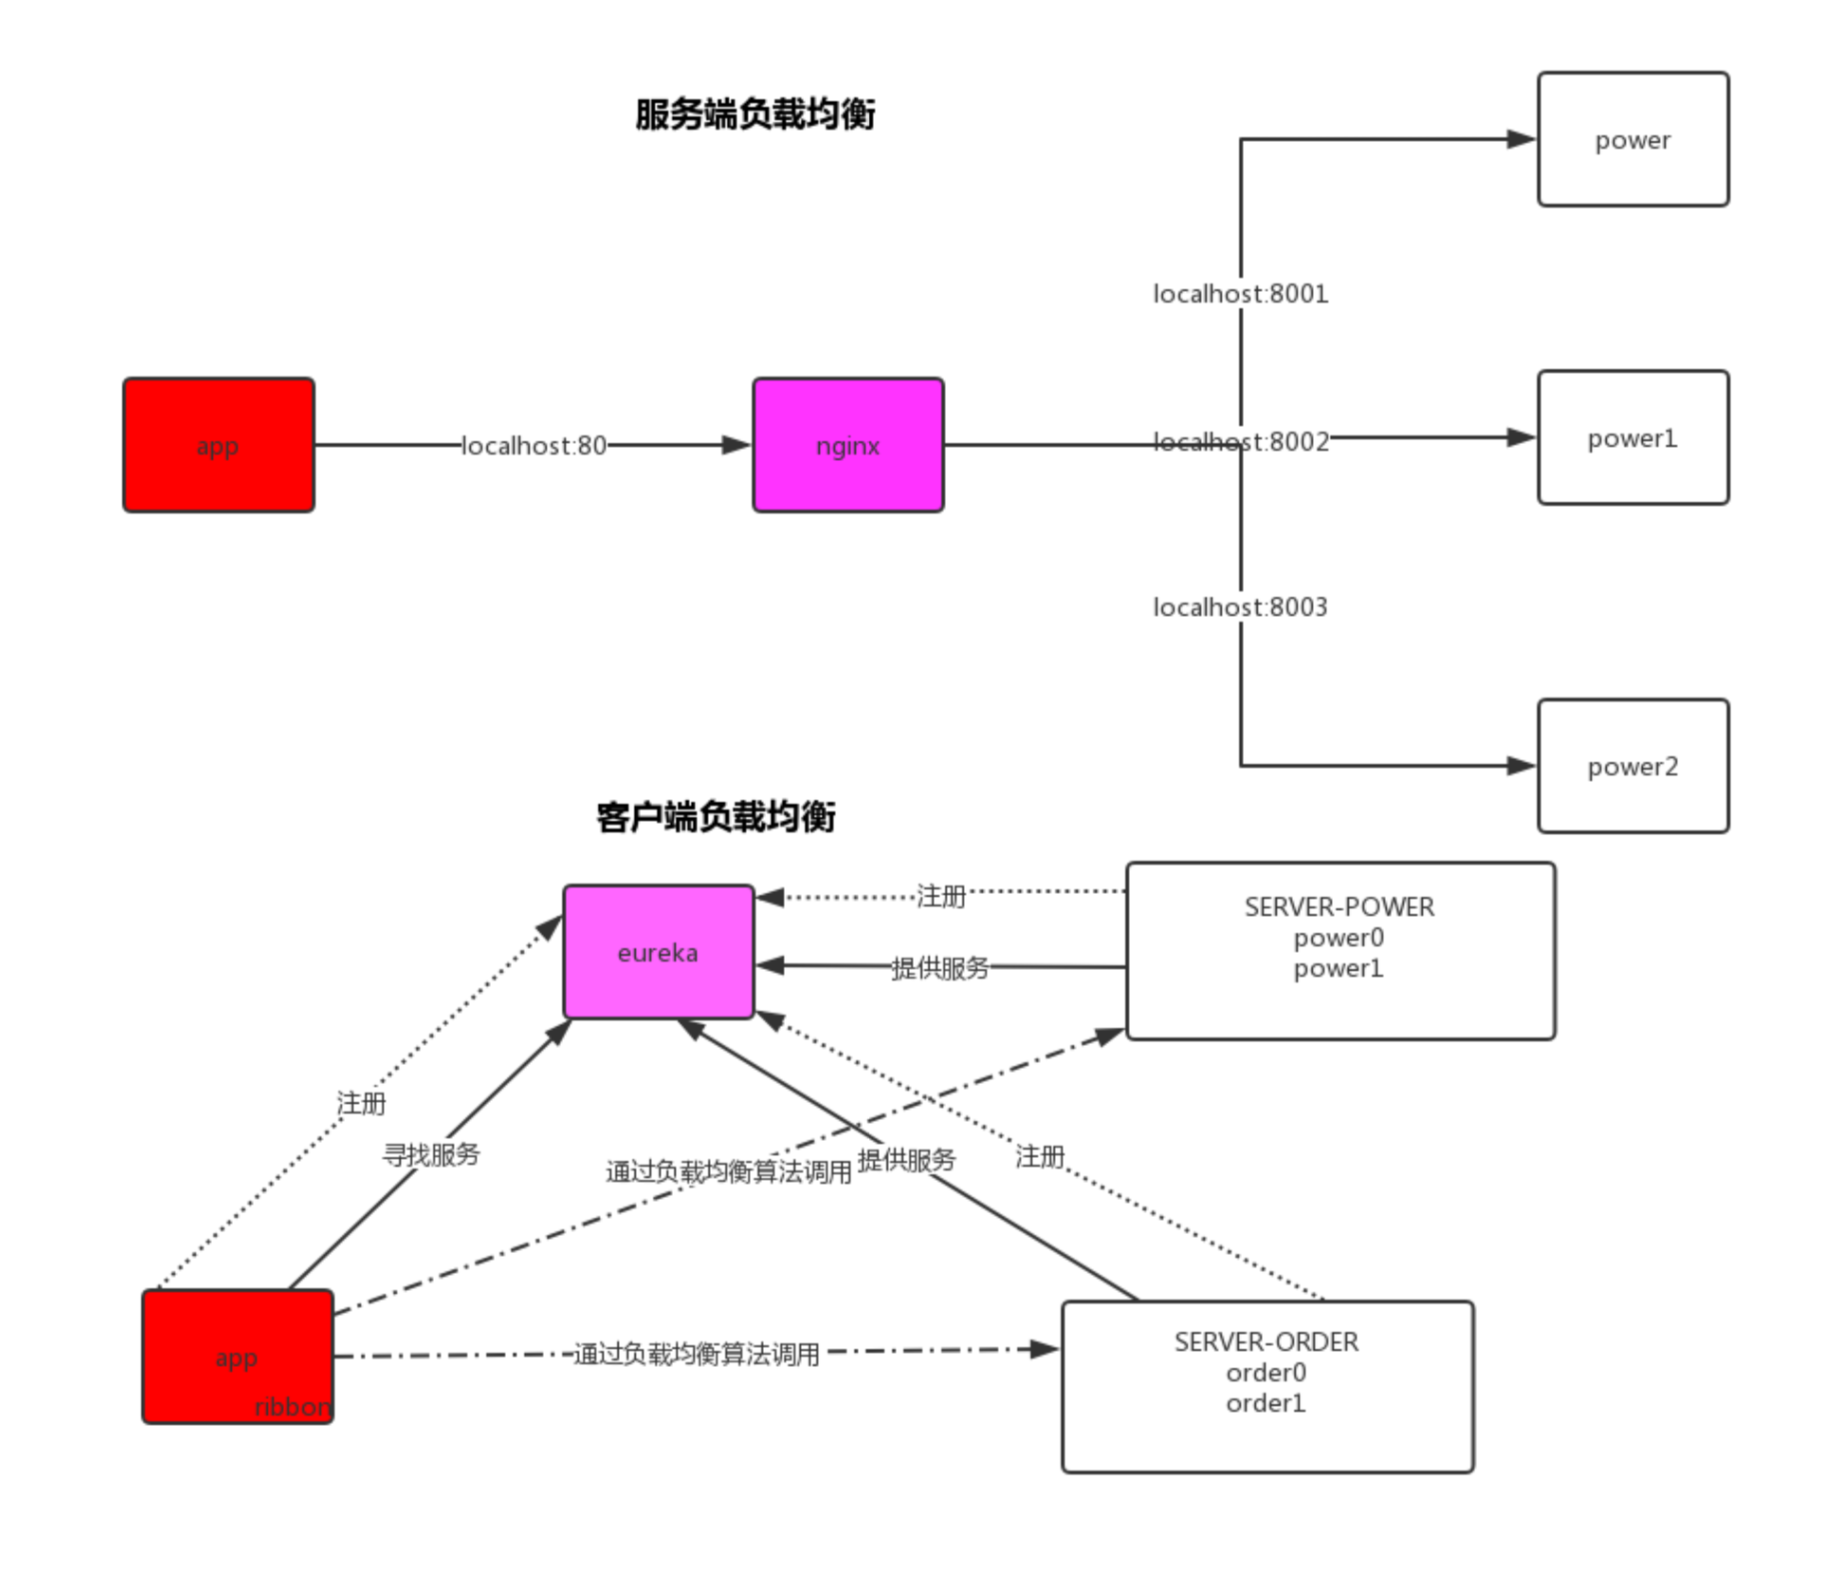 服务端负载均衡
power
localhost:8001
app
localhost:80
nginx
localhost:8002
power1
localhost:8003
power2
客户端负载均衡
eureka
注册
提供服务
SERVER-POWER
power0
power1
注册
寻找服务
通过负载均衡算法调用
提供服务
注册
app
ribbon
通过负载均衡算法调用
SERVER-ORDER
order0
order1